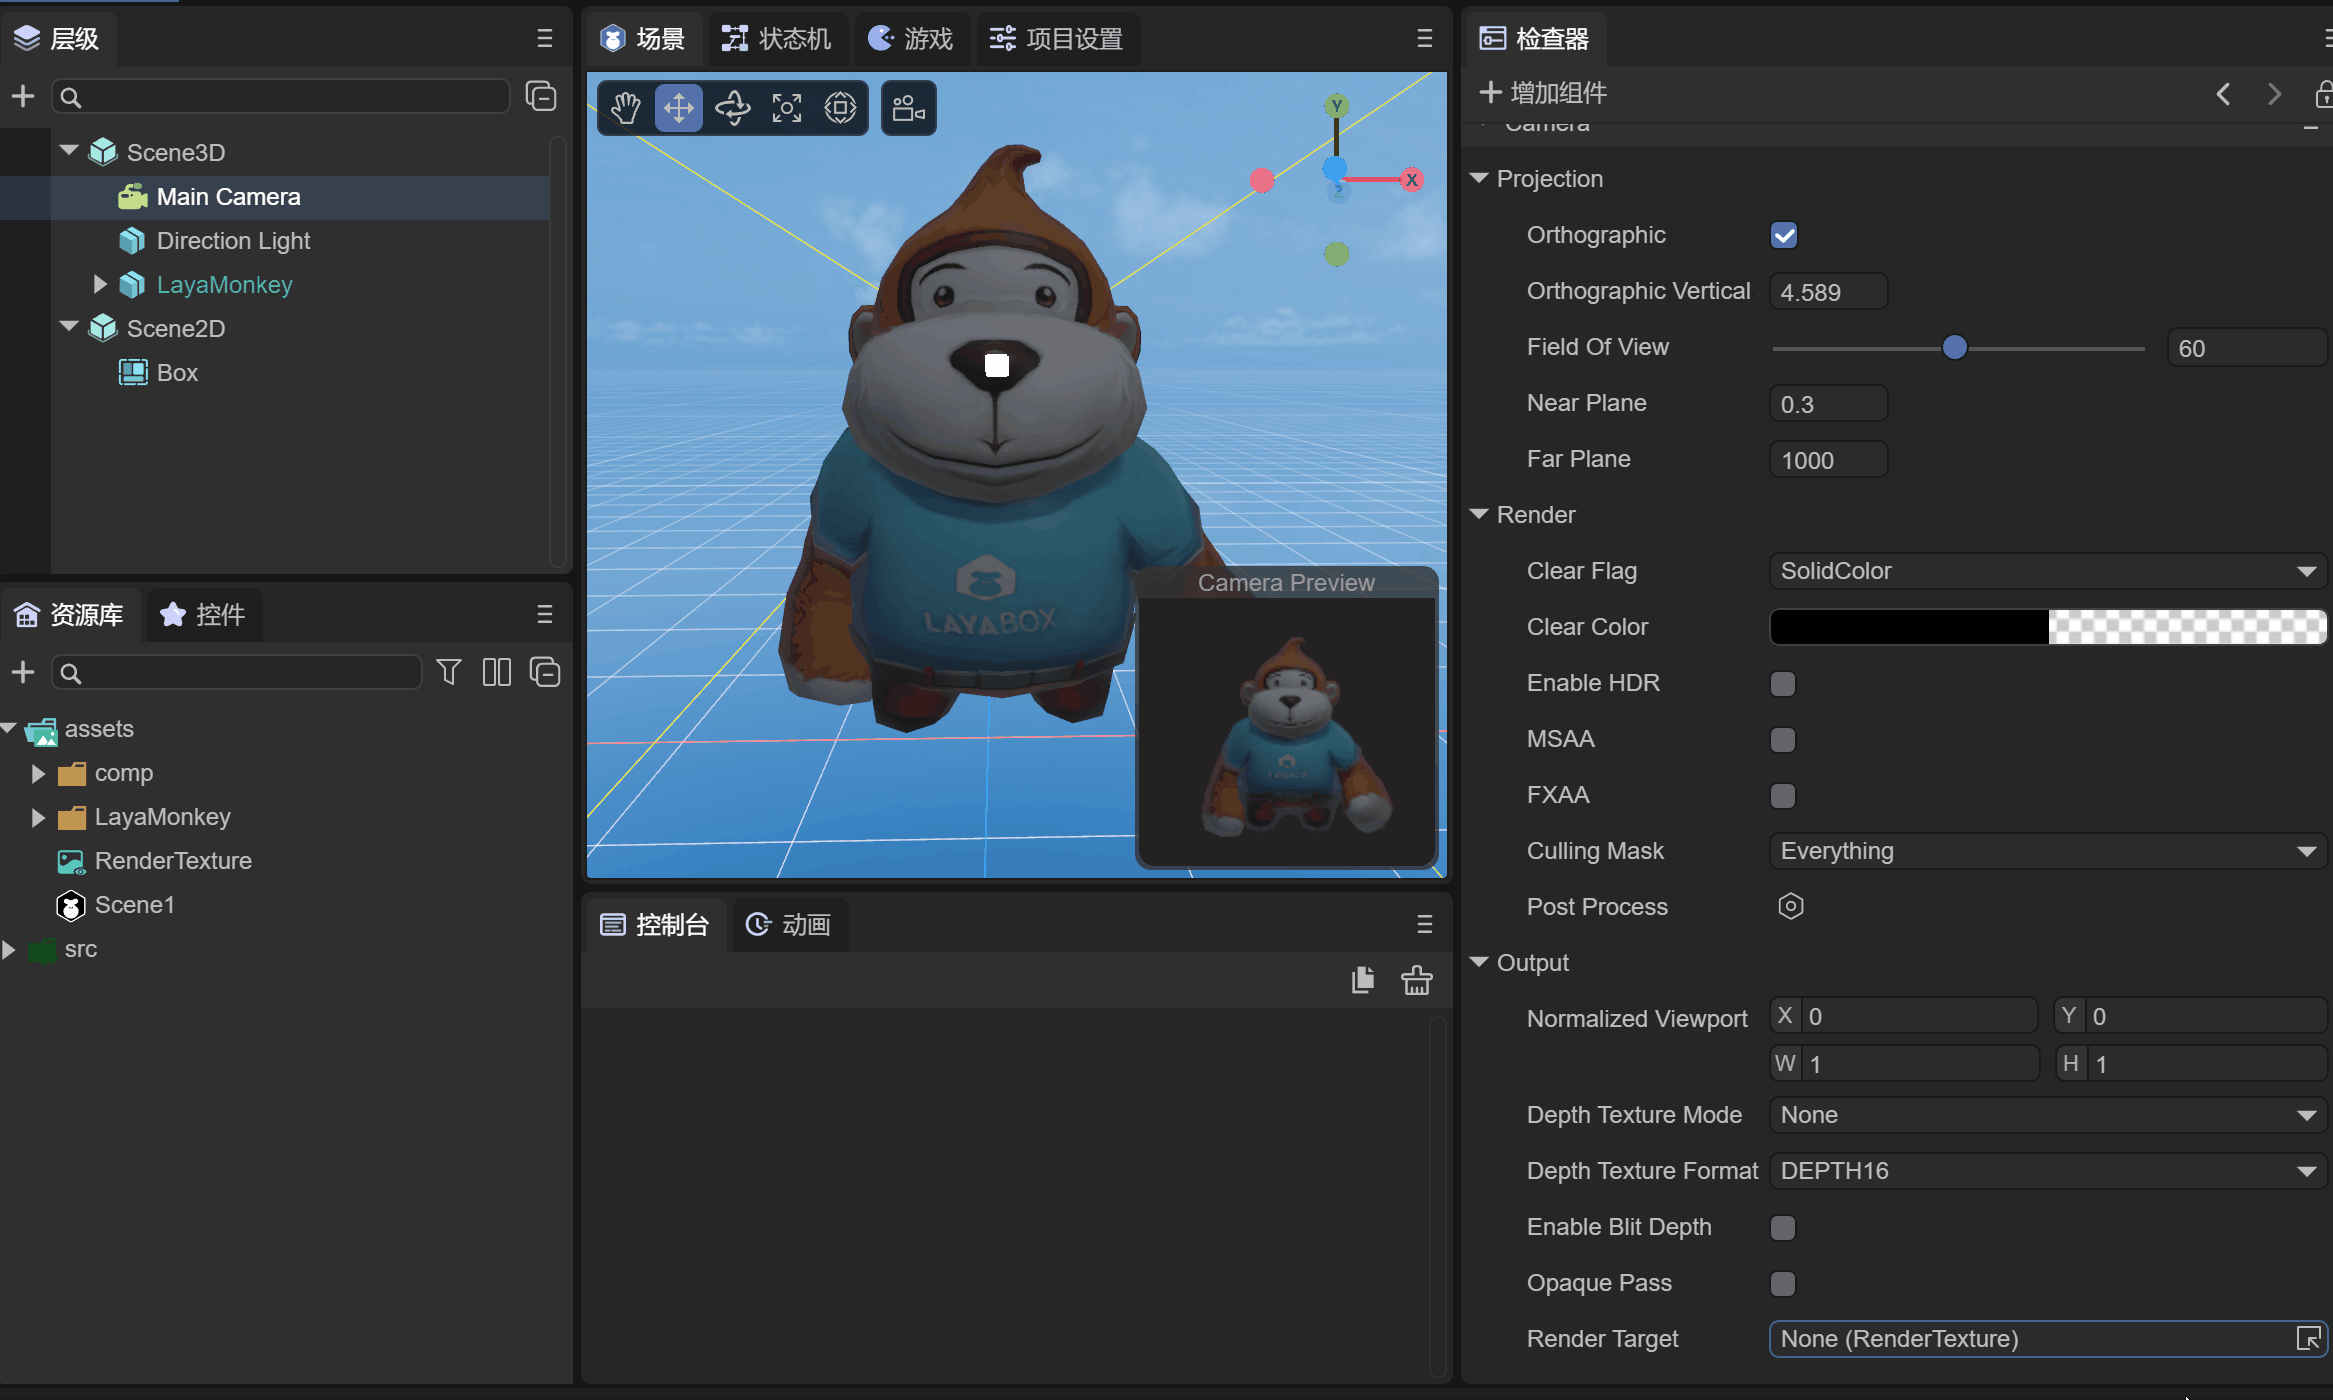 层级
Scene3D
Main Camera
Direction Light
LayaMonkey
Scene2D
Box
资源库 控件
assets
comp
LayaMonkey
RenderTexture
Scene1
src
场景 状态机 游戏 项目设置
Y
X
Z
LAYABOX
Camera Preview
控制台 动画
检查器
增加组件
Camera
Projection
Orthographic
Orthographic Vertical 4.589
Field Of View 60
Near Plane 0.3
Far Plane 1000
Render
Clear Flag SolidColor
Clear Color
Enable HDR
MSAA
FXAA
Culling Mask Everything
Post Process
Output
Normalized Viewport X 0 Y 0
W 1 H 1
Depth Texture Mode None
Depth Texture Format DEPTH16
Enable Blit Depth
Opaque Pass
Render Target None (RenderTexture)